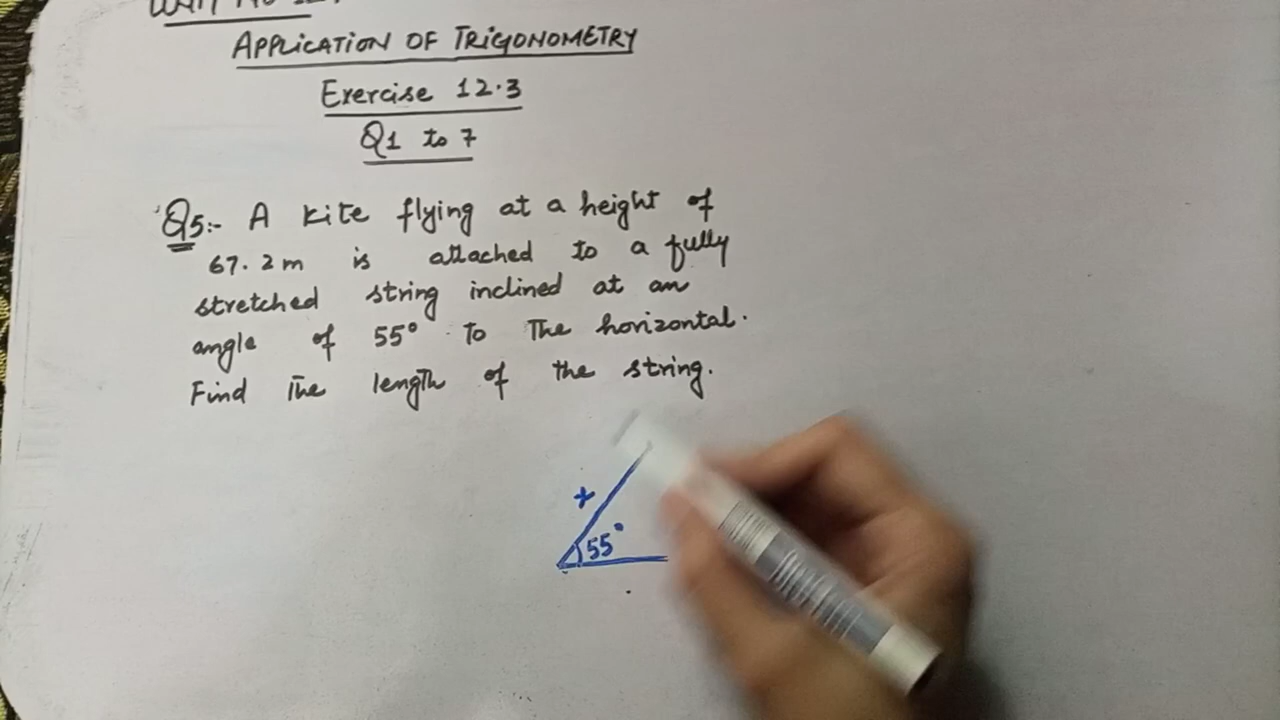 APPLICATION OF TRIGONOMETRY
Exercise 12.3
Q1 to 7
Q5:- A kite flying at a height of
67.2m is attached to a fully
stretched string inclined at an
angle of 55° to the horizontal.
Find the length of the string.
x
55°